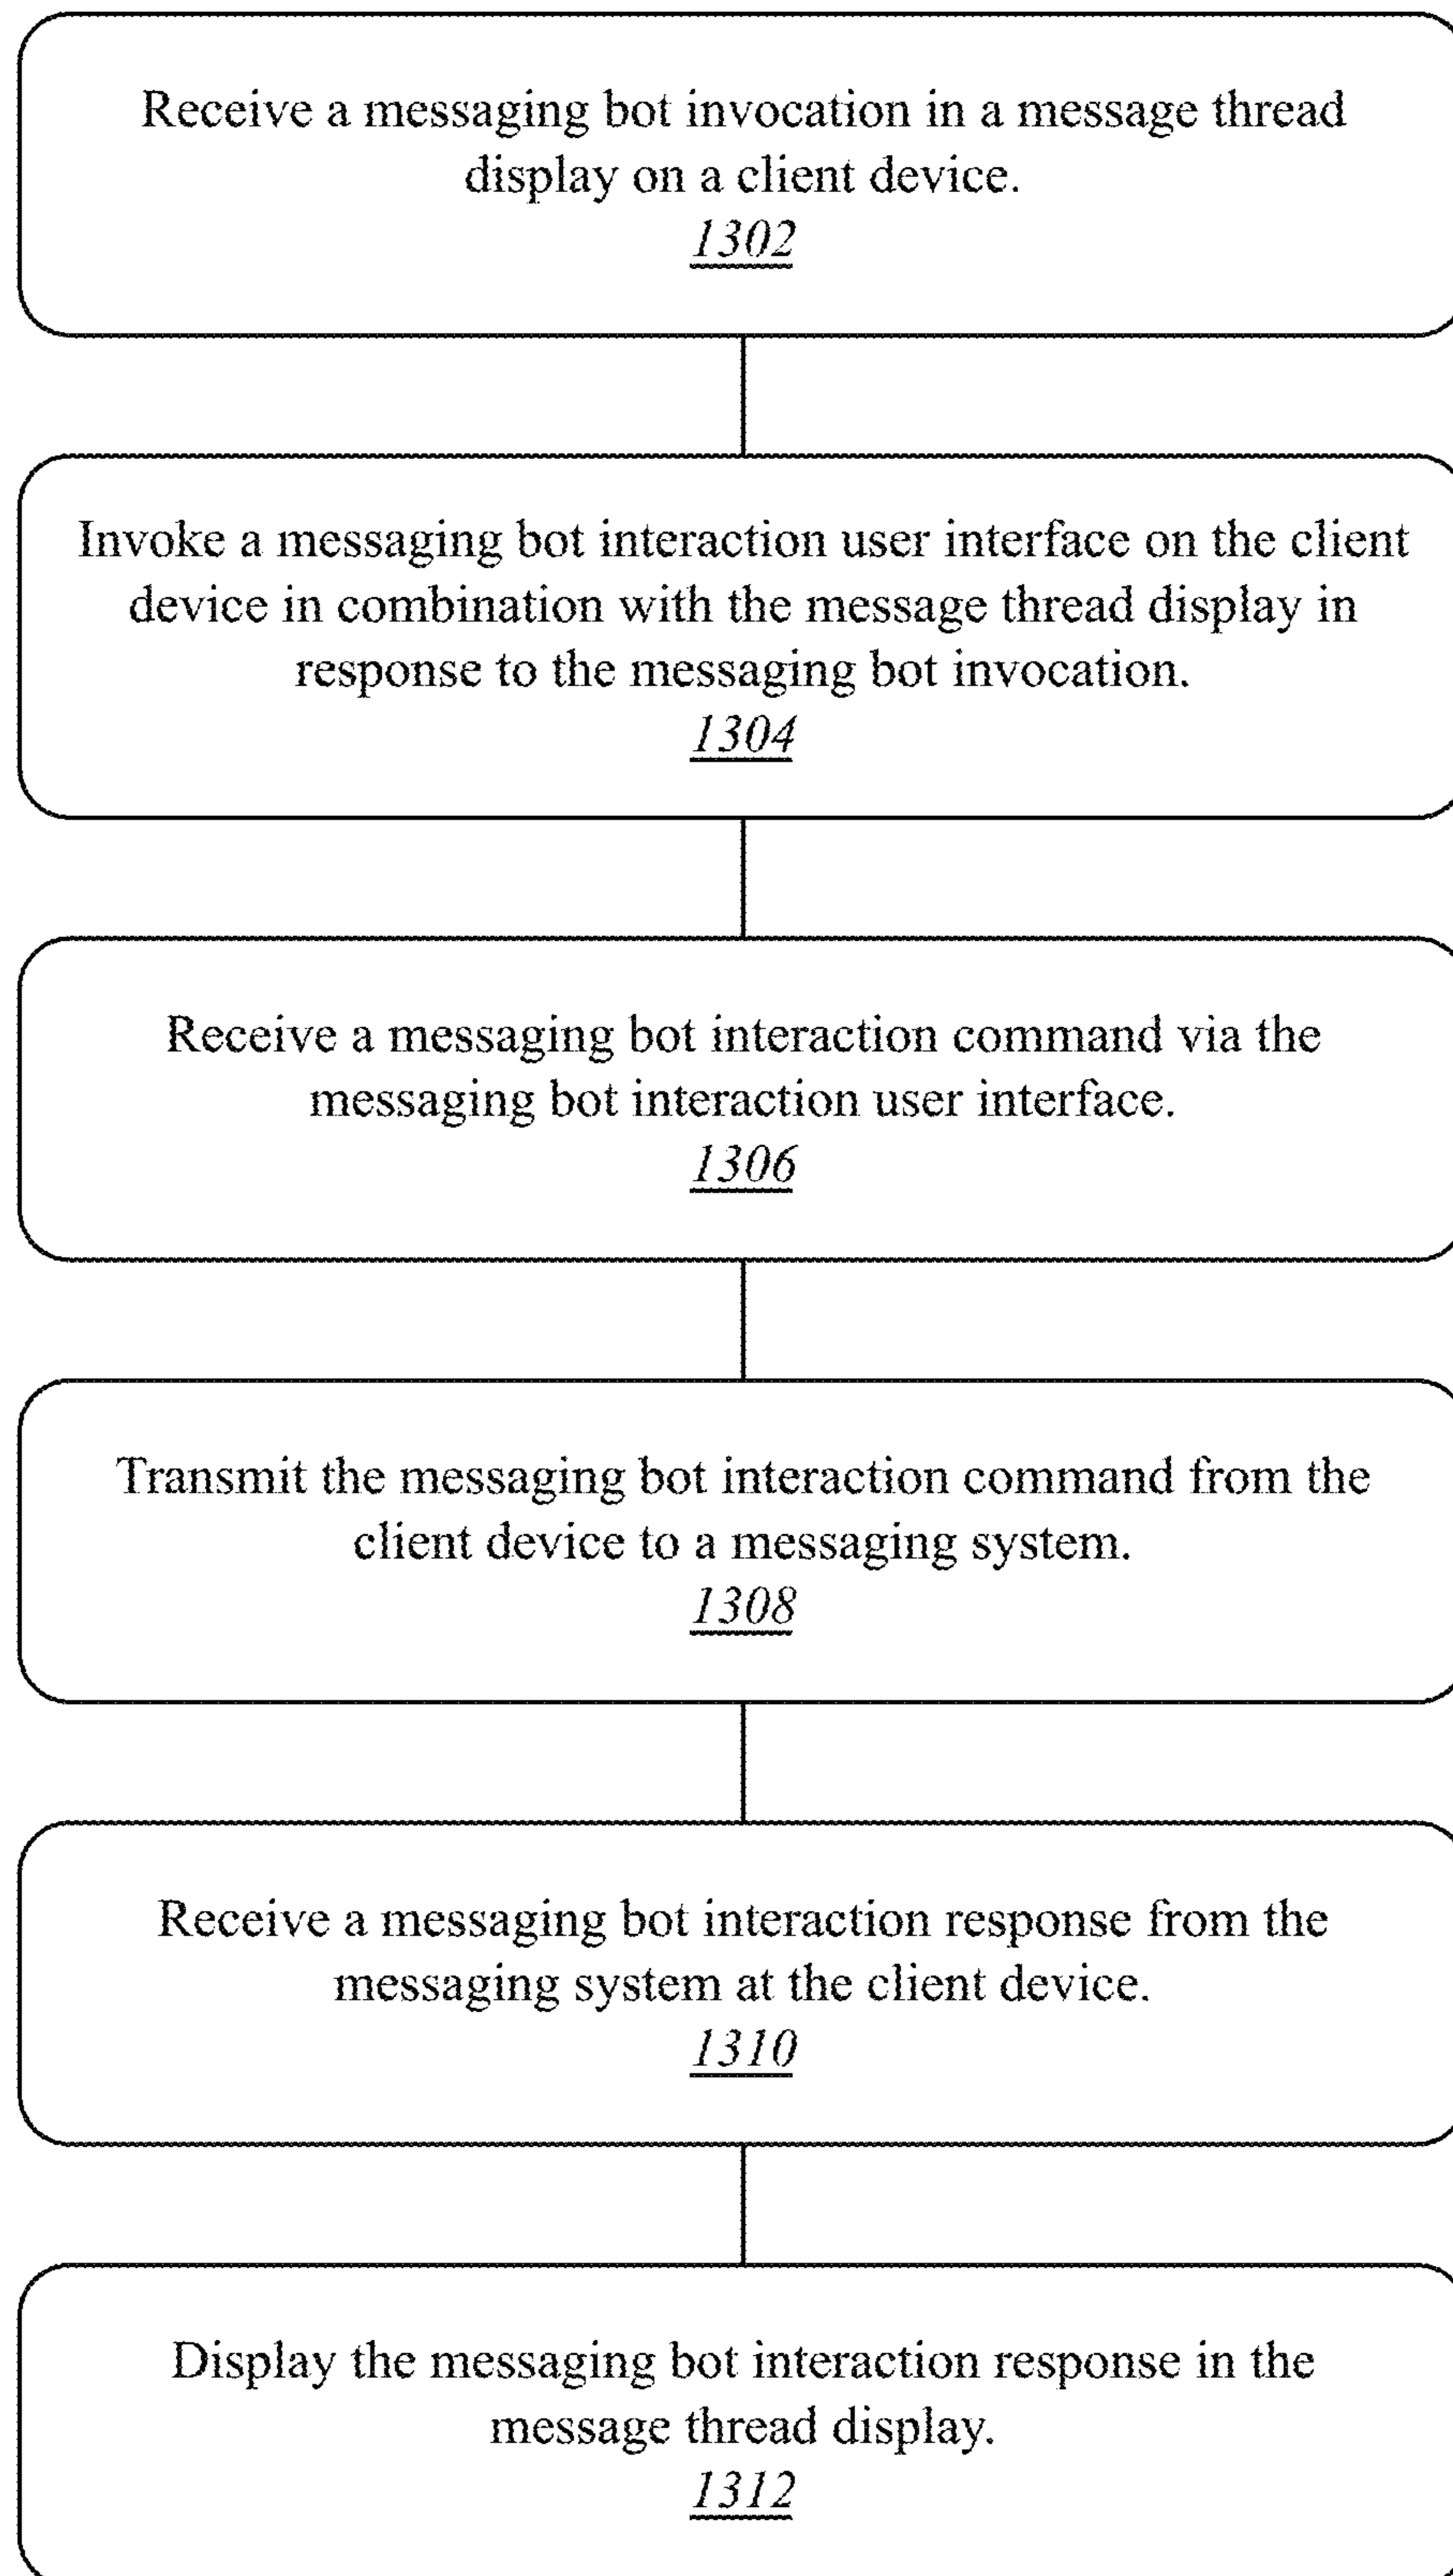 Receive a messaging bot invocation in a message thread
display on a client device.
1302
Invoke a messaging bot interaction user interface on the client
device in combination with the message thread display in
response to the messaging bot invocation.
1304
Receive a messaging bot interaction command via the
messaging bot interaction user interface.
1306
Transmit the messaging bot interaction command from the
client device to a messaging system.
1308
Receive a messaging bot interaction response from the
messaging system at the client device.
1310
Display the messaging bot interaction response in the
message thread display.
1312